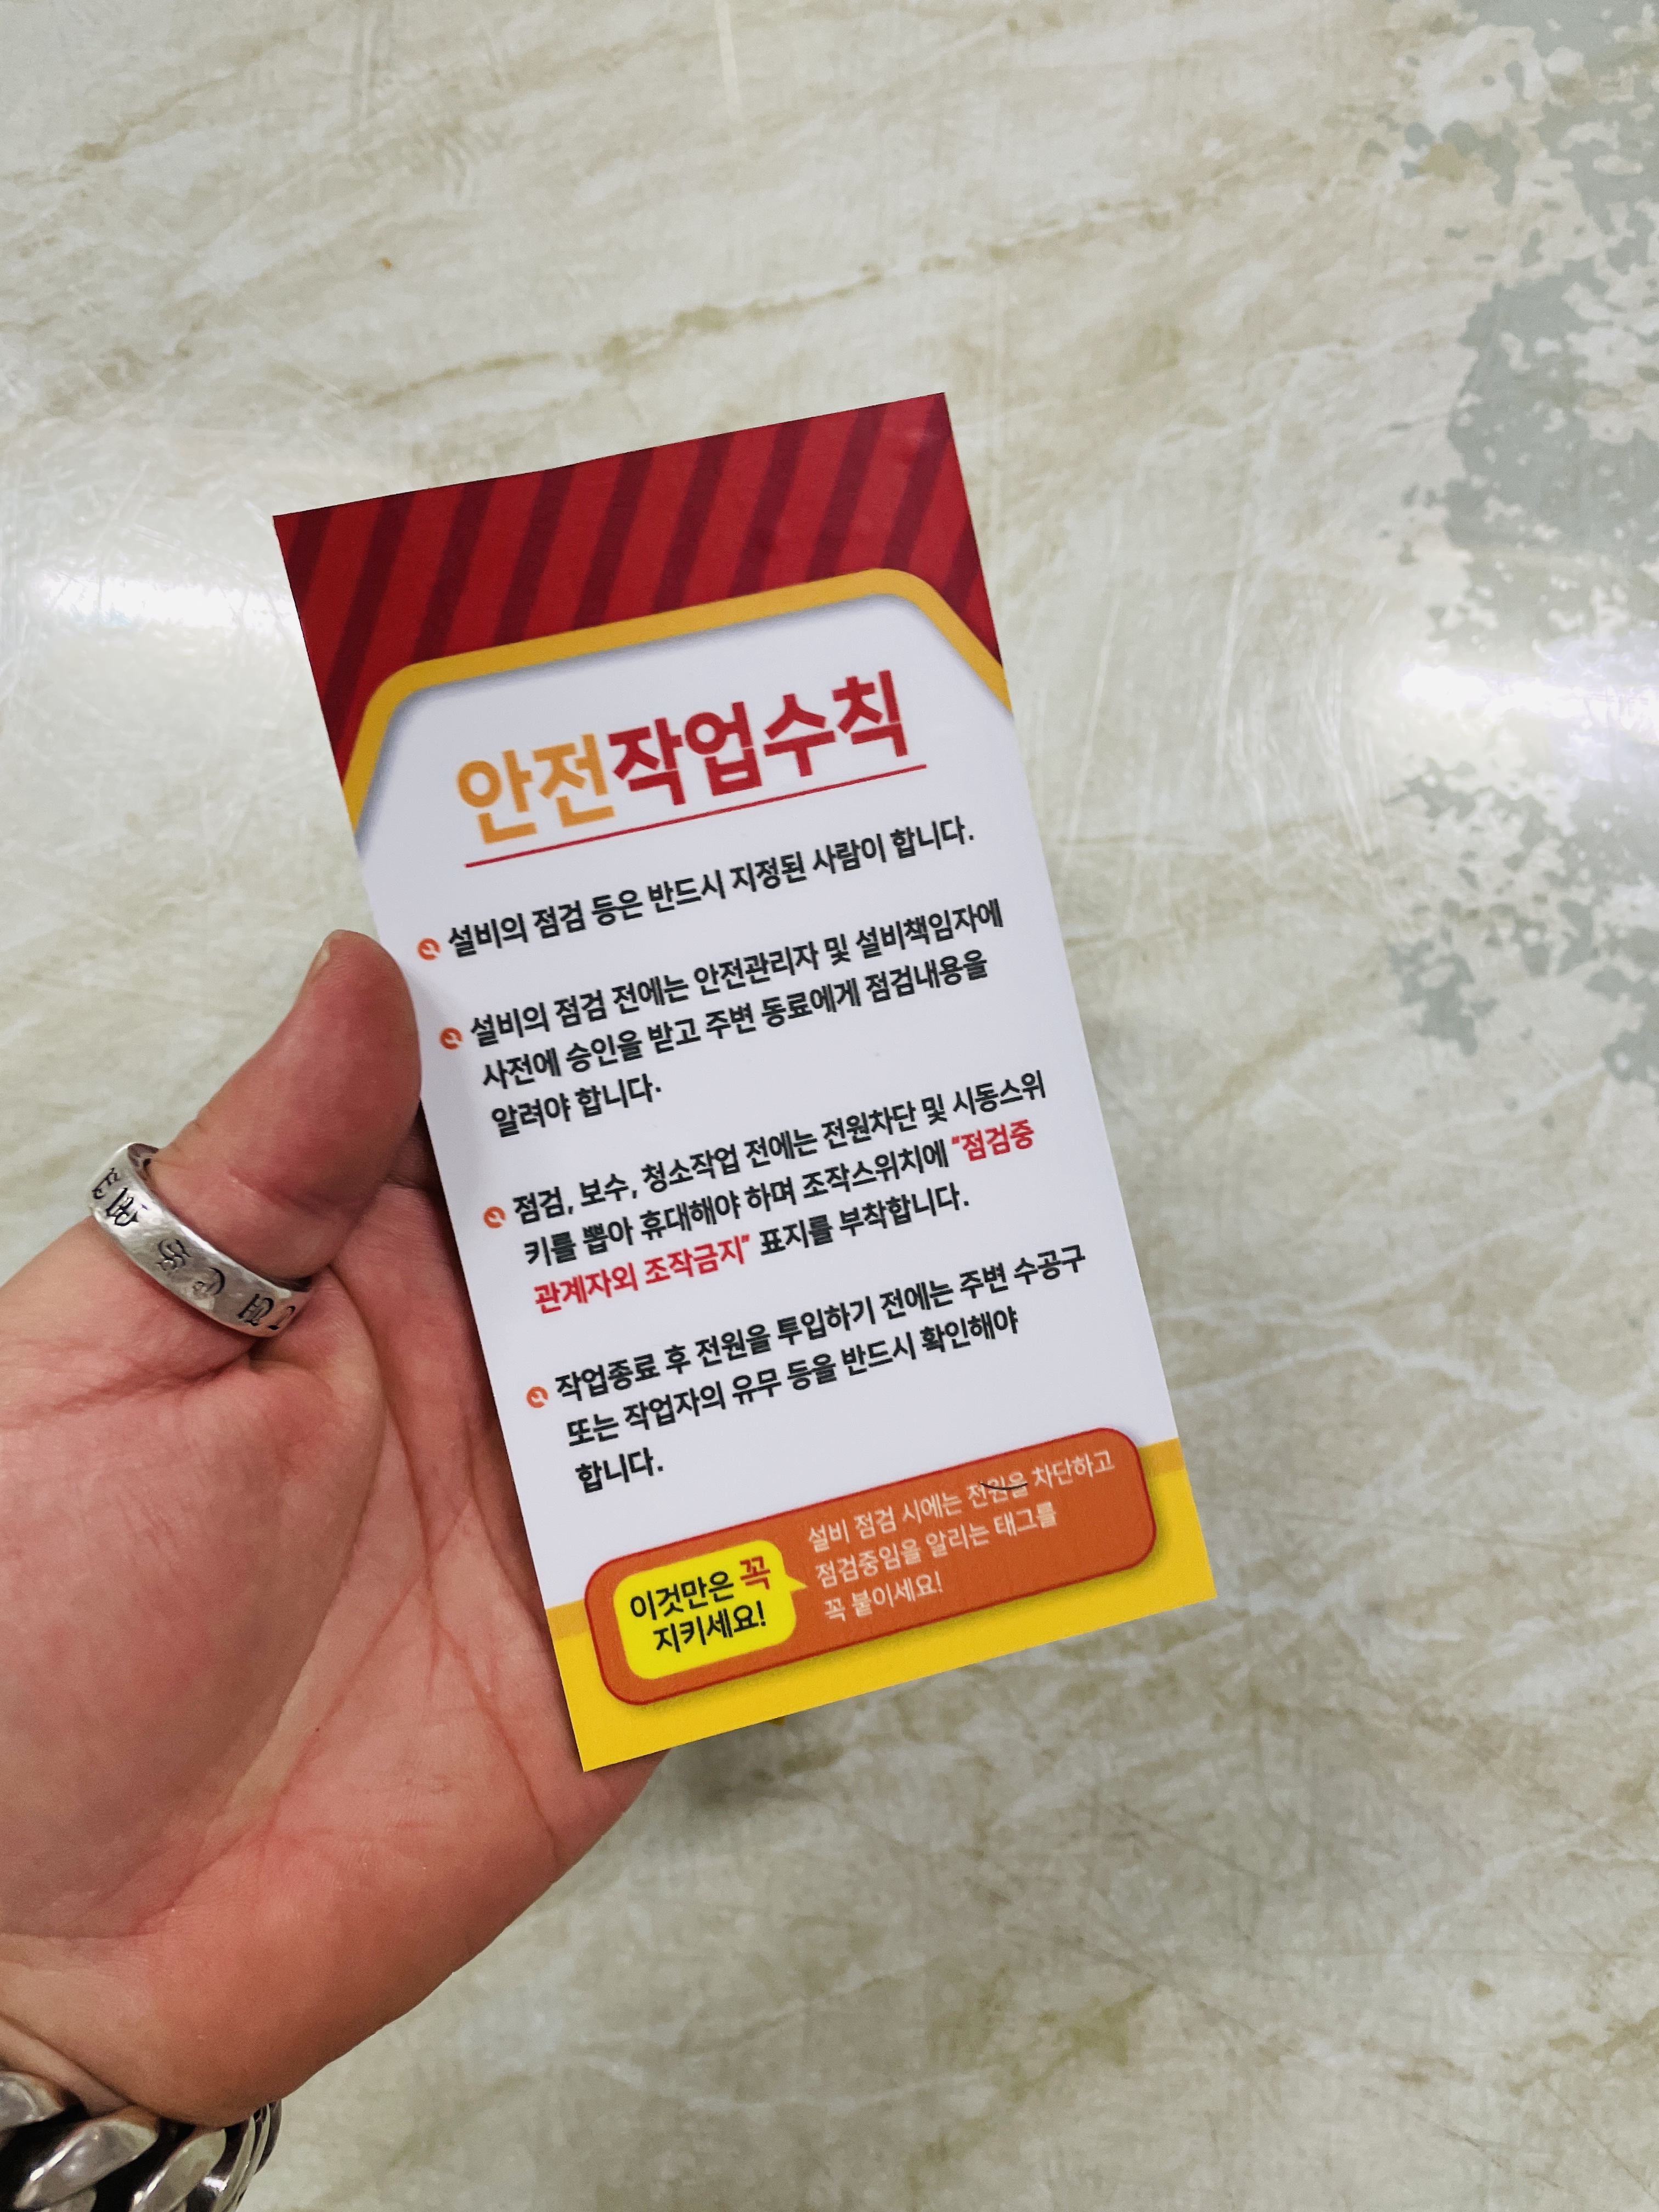 안전작업수칙
설비의 점검 등은 반드시 지정된 사람이 합니다.
설비의 점검 전에는 안전관리자 및 설비책임자에
사전에 승인을 받고 주변 동료에게 점검내용을
알려야 합니다.
점검, 보수, 청소작업 전에는 전원차단 및 시동스위
키를 뽑아 휴대해야 하며 조작스위치에 "점검중
관계자외 조작금지" 표지를 부착합니다.
작업종료 후 전원을 투입하기 전에는 주변 수공구
또는 작업자의 유무 등을 반드시 확인해야
합니다.
이것만은 꼭
지키세요!
설비 점검 시에는 전원을 차단하고
점검중임을 알리는 태그를
꼭 붙이세요!